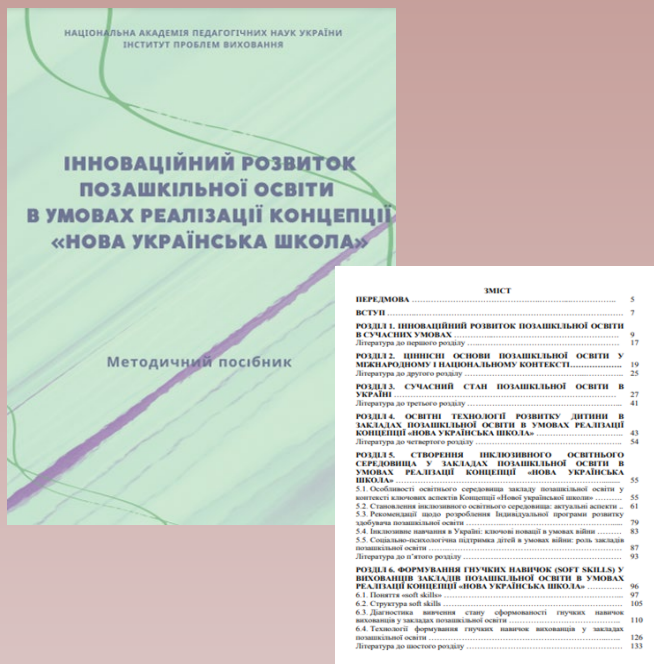 НАЦІОНАЛЬНА АКАДЕМІЯ ПЕДАГОГІЧНИХ НАУК УКРАЇНИ
ІНСТИТУТ ПРОБЛЕМ ВИХОВАННЯ
ІННОВАЦІЙНИЙ РОЗВИТОК
ПОЗАШКІЛЬНОЇ ОСВІТИ
В УМОВАХ РЕАЛІЗАЦІЇ КОНЦЕПЦІЇ
«НОВА УКРАЇНСЬКА ШКОЛА»
Методичний посібник
ЗМІСТ
ПЕРЕДМОВА ........ 5
ВСТУП ........ 7
РОЗДІЛ 1. ІННОВАЦІЙНИЙ РОЗВИТОК ПОЗАШКІЛЬНОЇ ОСВІТИ
В СУЧАСНИХ УМОВАХ ........ 9
Література до першого розділу ........ 17
РОЗДІЛ 2. ЦІННІСНІ ОСНОВИ ПОЗАШКІЛЬНОЇ ОСВІТИ У
МІЖНАРОДНОМУ І НАЦІОНАЛЬНОМУ КОНТЕКСТІ ........ 19
Література до другого розділу ........ 25
РОЗДІЛ 3. СУЧАСНИЙ СТАН ПОЗАШКІЛЬНОЇ ОСВІТИ В
УКРАЇНІ ........ 27
Література до третього розділу ........ 41
РОЗДІЛ 4. ОСВІТНІ ТЕХНОЛОГІЇ РОЗВИТКУ ДИТИНИ В
ЗАКЛАДАХ ПОЗАШКІЛЬНОЇ ОСВІТИ В УМОВАХ РЕАЛІЗАЦІЇ
КОНЦЕПЦІЇ «НОВА УКРАЇНСЬКА ШКОЛА» ........ 43
Література до четвертого розділу ........ 54
РОЗДІЛ 5. СТВОРЕННЯ ІНКЛЮЗИВНОГО ОСВІТНЬОГО
СЕРЕДОВИЩА У ЗАКЛАДАХ ПОЗАШКІЛЬНОЇ ОСВІТИ В
УМОВАХ РЕАЛІЗАЦІЇ КОНЦЕПЦІЇ «НОВА УКРАЇНСЬКА
ШКОЛА» ........ 55
5.1. Особливості освітнього середовища закладу позашкільної освіти у
контексті ключових аспектів Концепції «Нової української школи» ........ 55
5.2. Становлення інклюзивного освітнього середовища: актуальні аспекти .. 61
5.3. Рекомендації щодо розроблення Індивідуальної програми розвитку
здобувача позашкільної освіти ........ 79
5.4. Інклюзивне навчання в Україні: ключові новації в умовах війни ........ 83
5.5. Соціально-психологічна підтримка дітей в умовах війни: роль закладів
позашкільної освіти ........ 87
Література до п’ятого розділу ........ 93
РОЗДІЛ 6. ФОРМУВАННЯ ГНУЧКИХ НАВИЧОК (SOFT SKILLS) У
ВИХОВАНЦІВ ЗАКЛАДІВ ПОЗАШКІЛЬНОЇ ОСВІТИ В УМОВАХ
РЕАЛІЗАЦІЇ КОНЦЕПЦІЇ «НОВА УКРАЇНСЬКА ШКОЛА» ........ 96
6.1. Поняття «soft skills» ........ 97
6.2. Структура soft skills ........ 105
6.3. Діагностика вивчення стану сформованості гнучких навичок
вихованців у закладах позашкільної освіти ........ 110
6.4. Технології формування гнучких навичок вихованців у закладах
позашкільної освіти ........ 126
Література до шостого розділу ........ 133